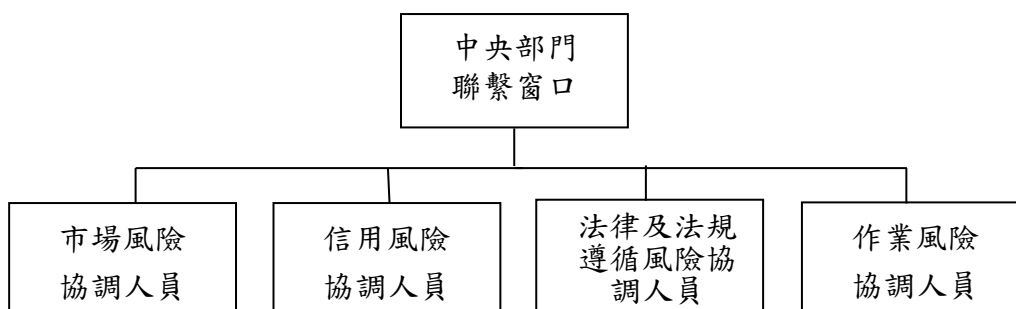 中央部門
聯繫窗口
市場風險
協調人員
信用風險
協調人員
法律及法規
遵循風險協
調人員
作業風險
協調人員